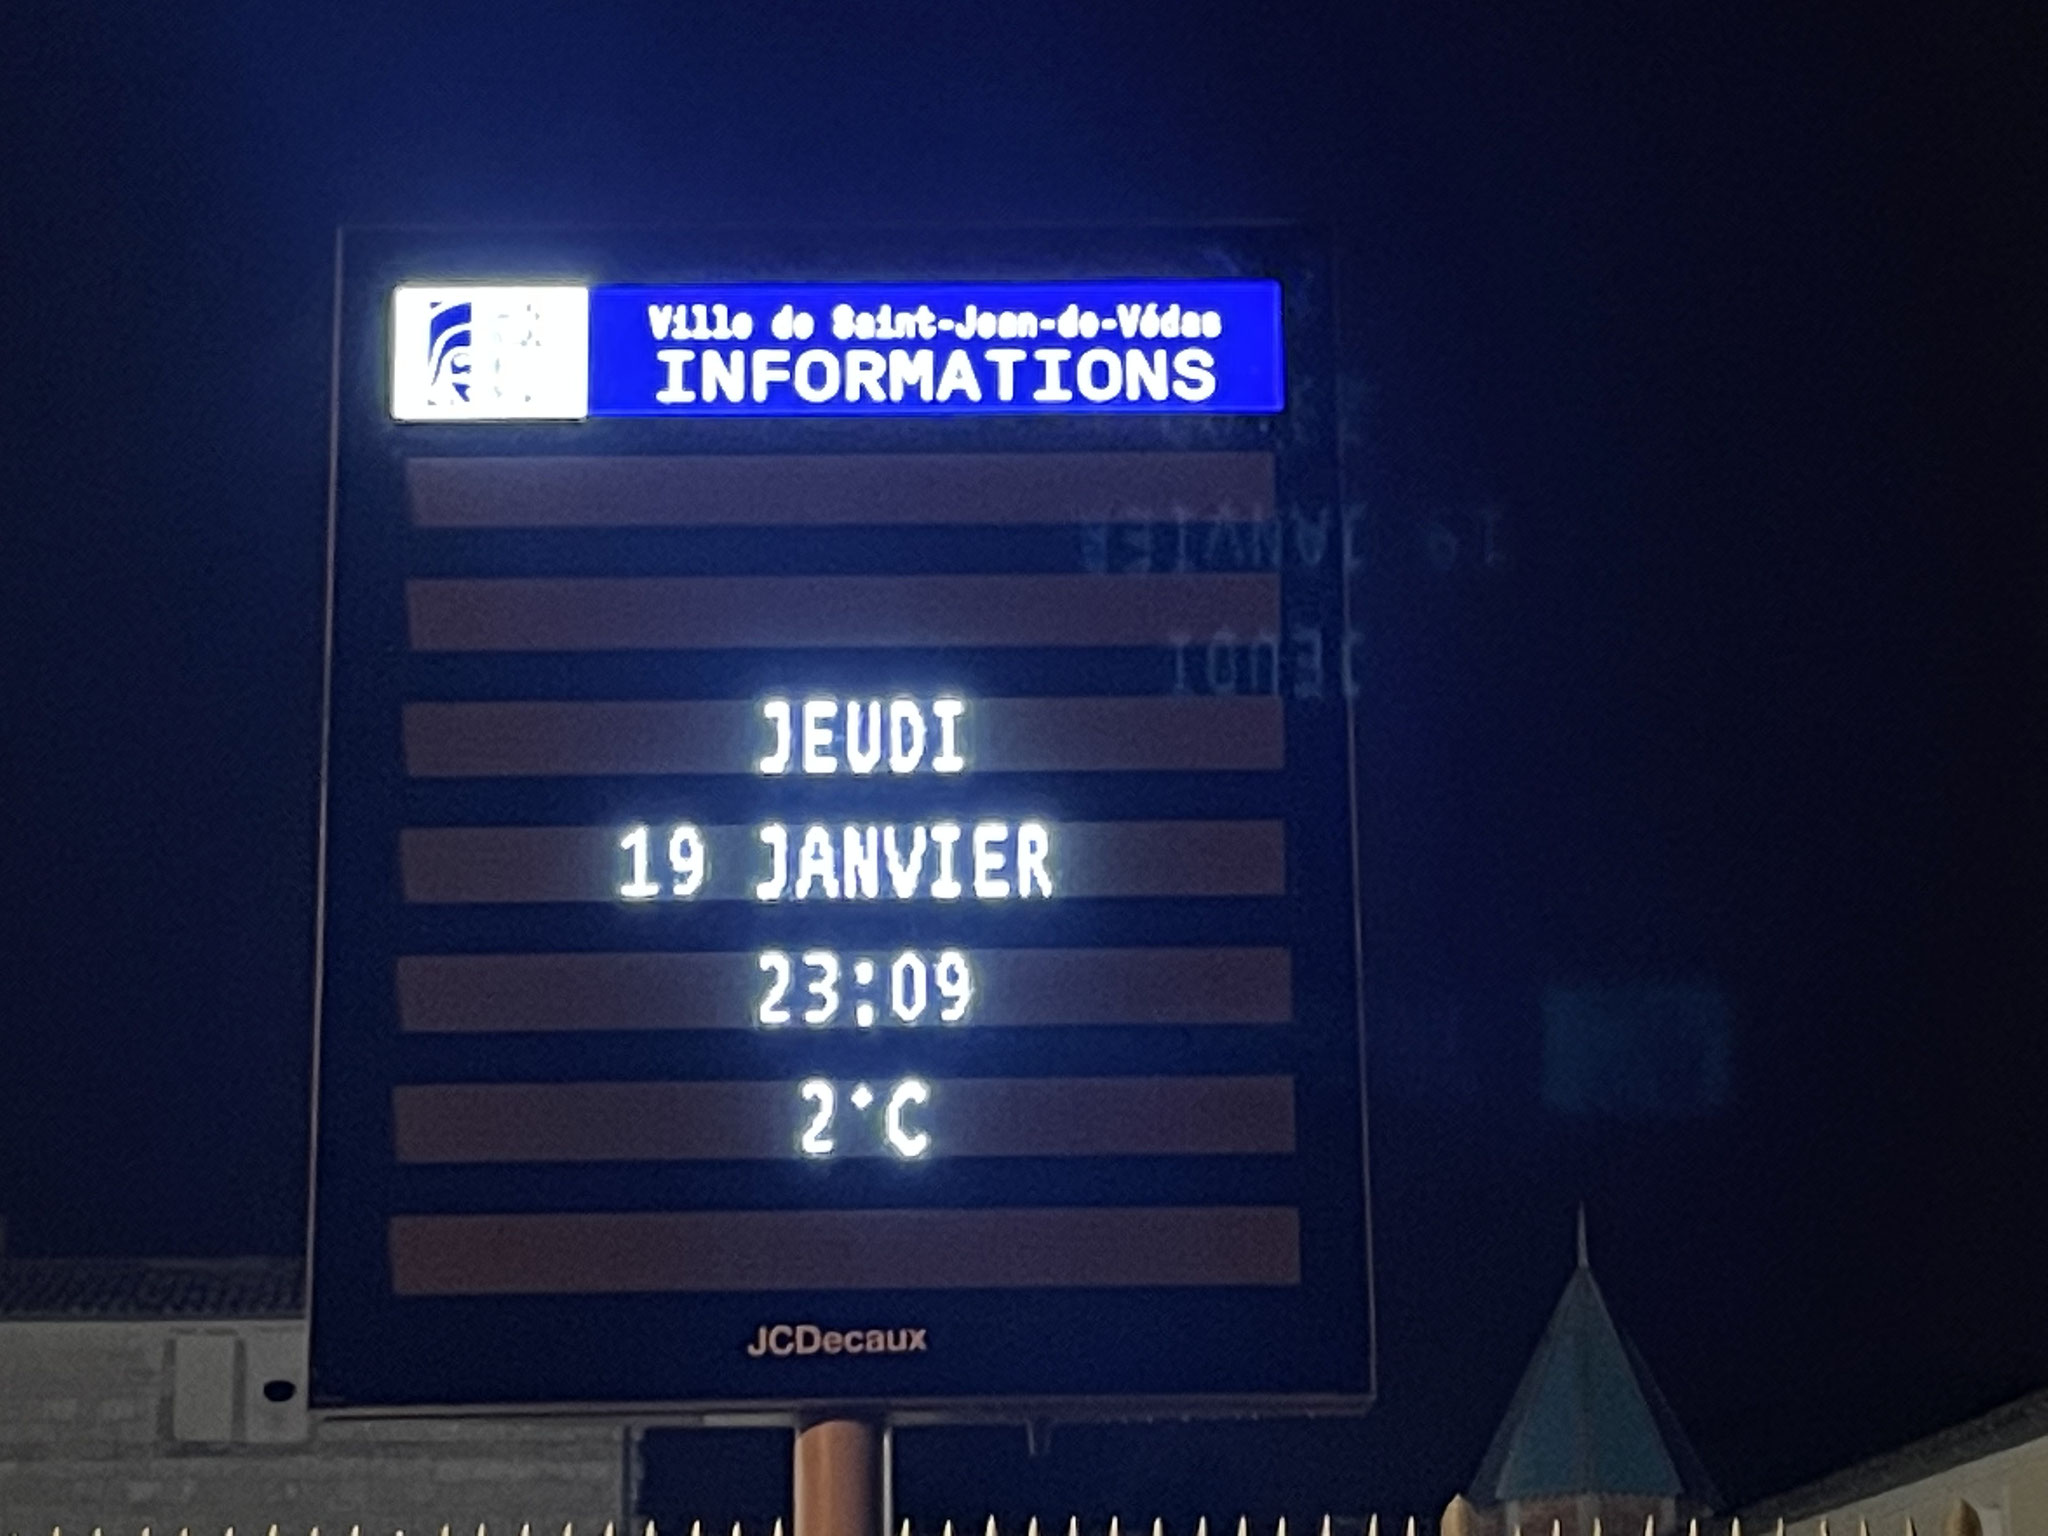 Ville de Saint-Jean-de-Védas
INFORMATIONS
JEUDI
19 JANVIER
23:09
2°C
JCDecaux